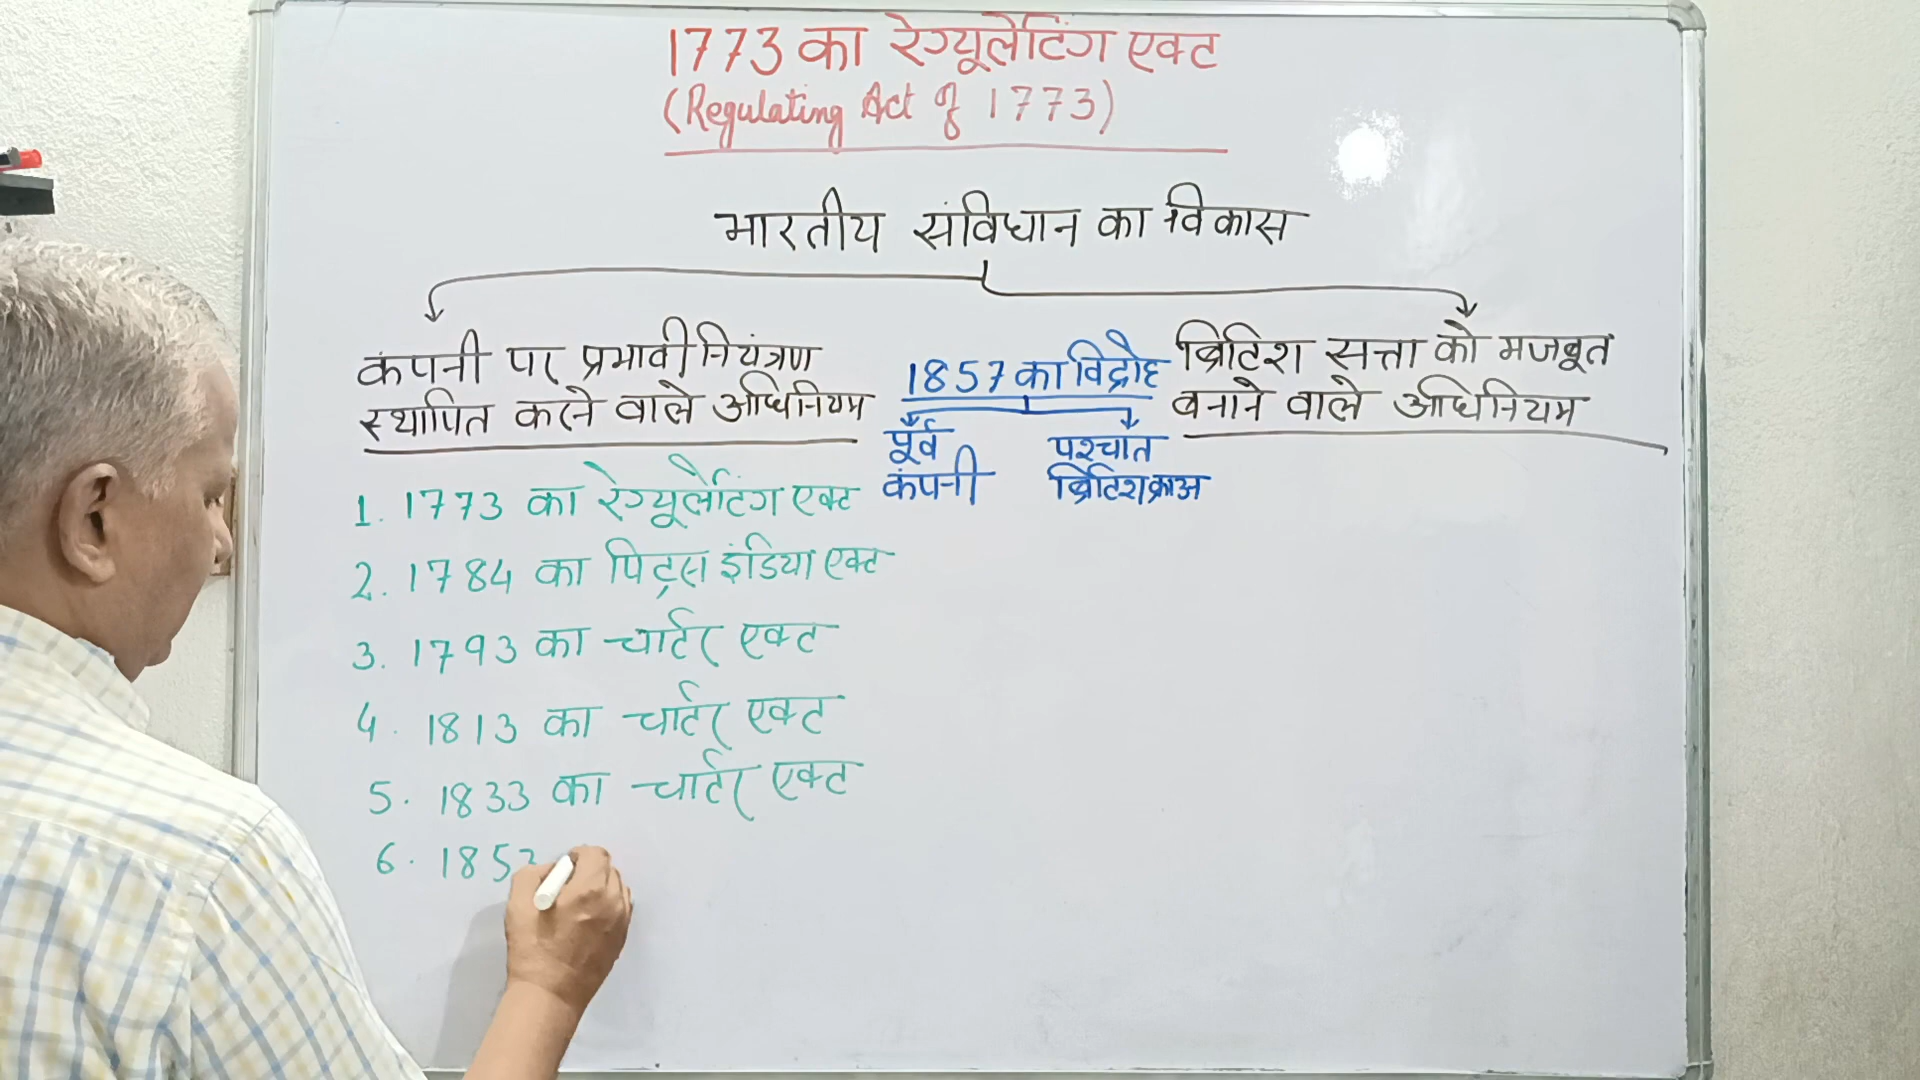 1773 का रेग्यूलेटिंग एक्ट
(Regulating Act of 1773)
भारतीय संविधान का विकास
कंपनी पर प्रभावी नियंत्रण
स्थापित करने वाले अधिनियम
1857 का विद्रोह
पूर्व पश्चात
कंपनी ब्रिटिश क्राउन
ब्रिटिश सत्ता को मजबूत
बनाने वाले अधिनियम
1. 1773 का रेग्यूलेटिंग एक्ट
2. 1784 का पिट्स इंडिया एक्ट
3. 1793 का चार्टर एक्ट
4. 1813 का चार्टर एक्ट
5. 1833 का चार्टर एक्ट
6. 1853